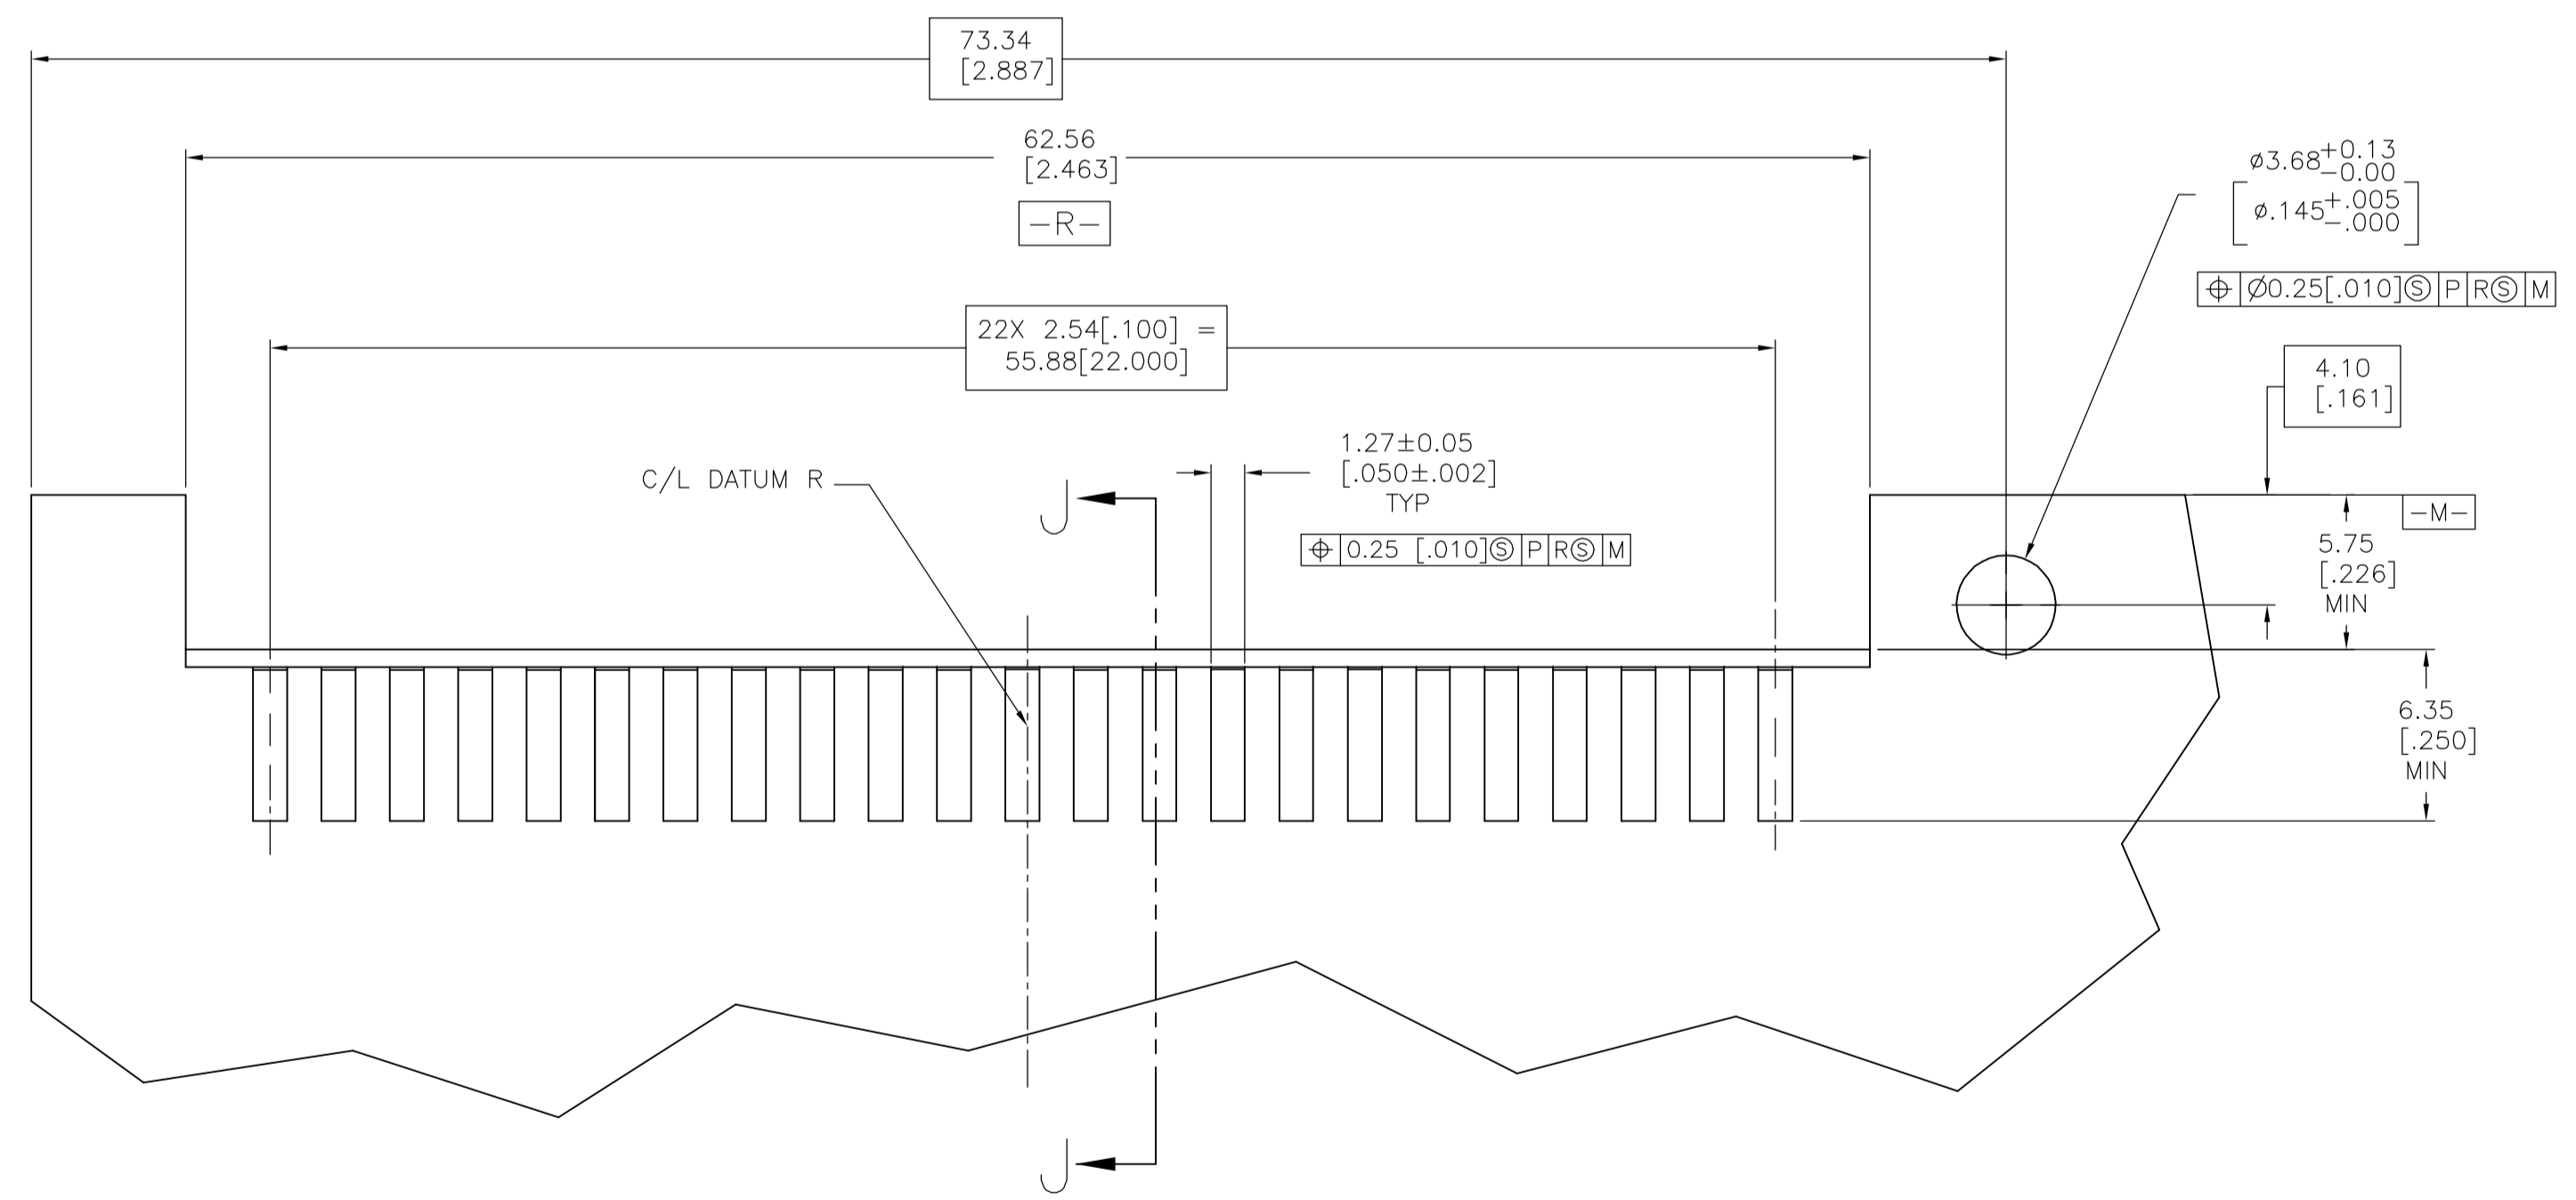 73.34
[2.887]
62.56
[2.463]
-R-
⌀3.68+0.13
-0.00
[⌀.145+.005
-.000]
⌖ ⌀0.25[.010]Ⓢ P RⓈ M
22X 2.54[.100] =
55.88[22.000]
4.10
[.161]
1.27±0.05
[.050±.002]
TYP
⌖ 0.25 [.010]Ⓢ P RⓈ M
C/L DATUM R
J
-M-
5.75
[.226]
MIN
6.35
[.250]
MIN
J